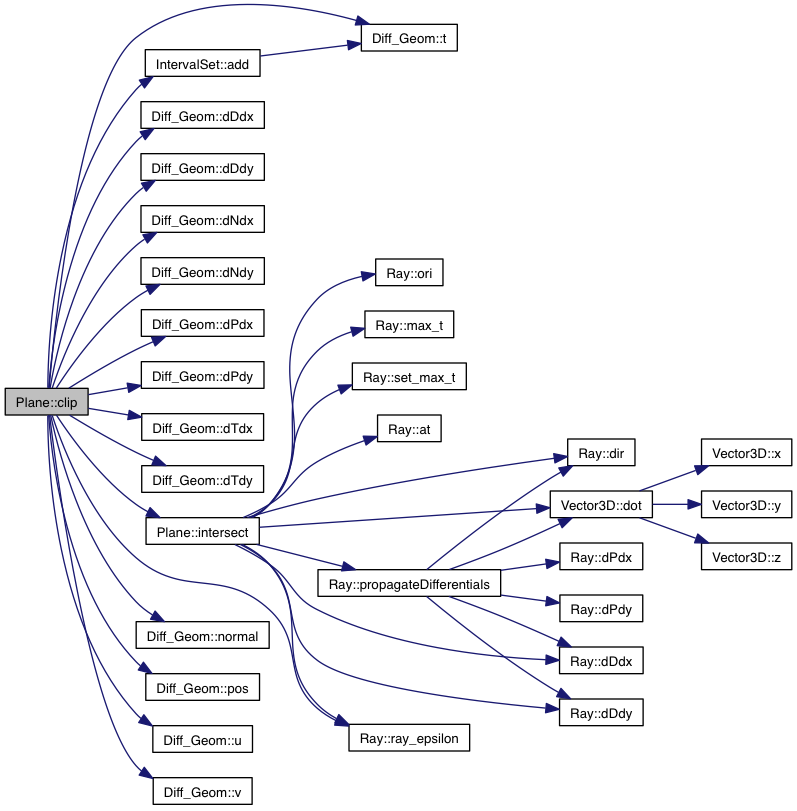 Diff_Geom::t
IntervalSet::add
Diff_Geom::dDdx
Diff_Geom::dDdy
Diff_Geom::dNdx
Diff_Geom::dNdy
Diff_Geom::dPdx
Diff_Geom::dPdy
Plane::clip
Diff_Geom::dTdx
Diff_Geom::dTdy
Plane::intersect
Diff_Geom::normal
Diff_Geom::pos
Diff_Geom::u
Diff_Geom::v
Ray::ori
Ray::max_t
Ray::set_max_t
Ray::at
Ray::propagateDifferentials
Ray::ray_epsilon
Ray::dir
Vector3D::dot
Ray::dPdx
Ray::dPdy
Ray::dDdx
Ray::dDdy
Vector3D::x
Vector3D::y
Vector3D::z